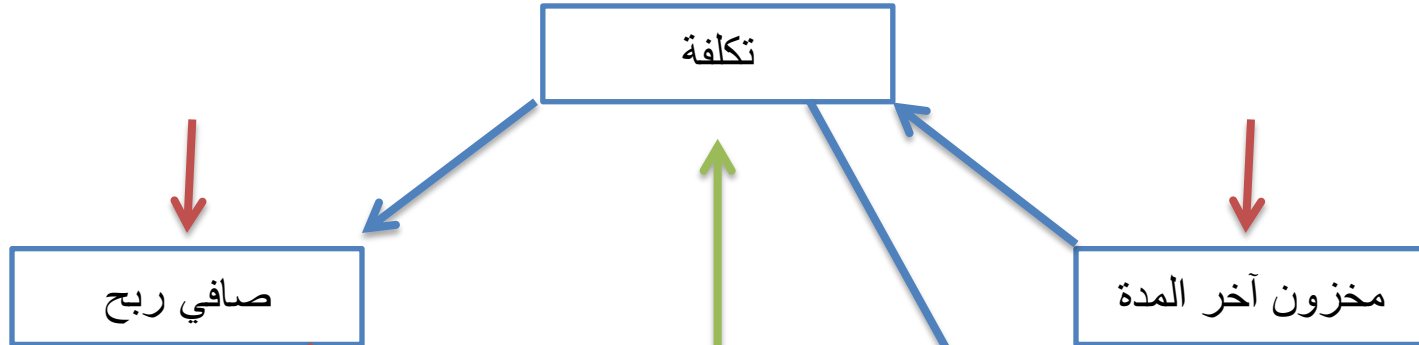 تكلفة
مخزون آخر المدة
صافي ربح